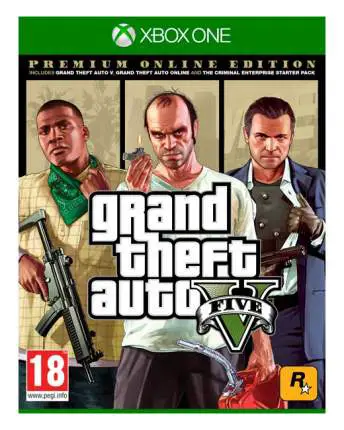 XBOX ONE
PREMIUM ONLINE EDITION
INCLUDES GRAND THEFT AUTO V, GRAND THEFT AUTO ONLINE AND THE CRIMINAL ENTERPRISE STARTER PACK
grand
theft
auto
V
FIVE
18
www.pegi.info
R